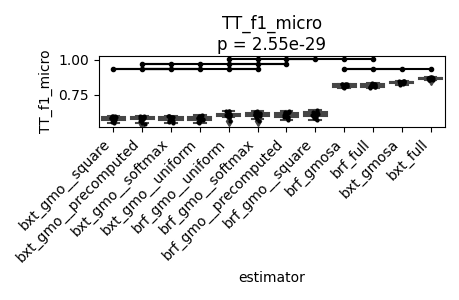 TT_f1_micro
p = 2.55e-29
TT_f1_micro
1.00
0.75
bxt_gmo__square
bxt_gmo__precomputed
bxt_gmo__softmax
bxt_gmo__uniform
brf_gmo__uniform
brf_gmo__softmax
brf_gmo__precomputed
brf_gmo__square
brf_gmosa
brf_full
bxt_gmosa
bxt_full
estimator